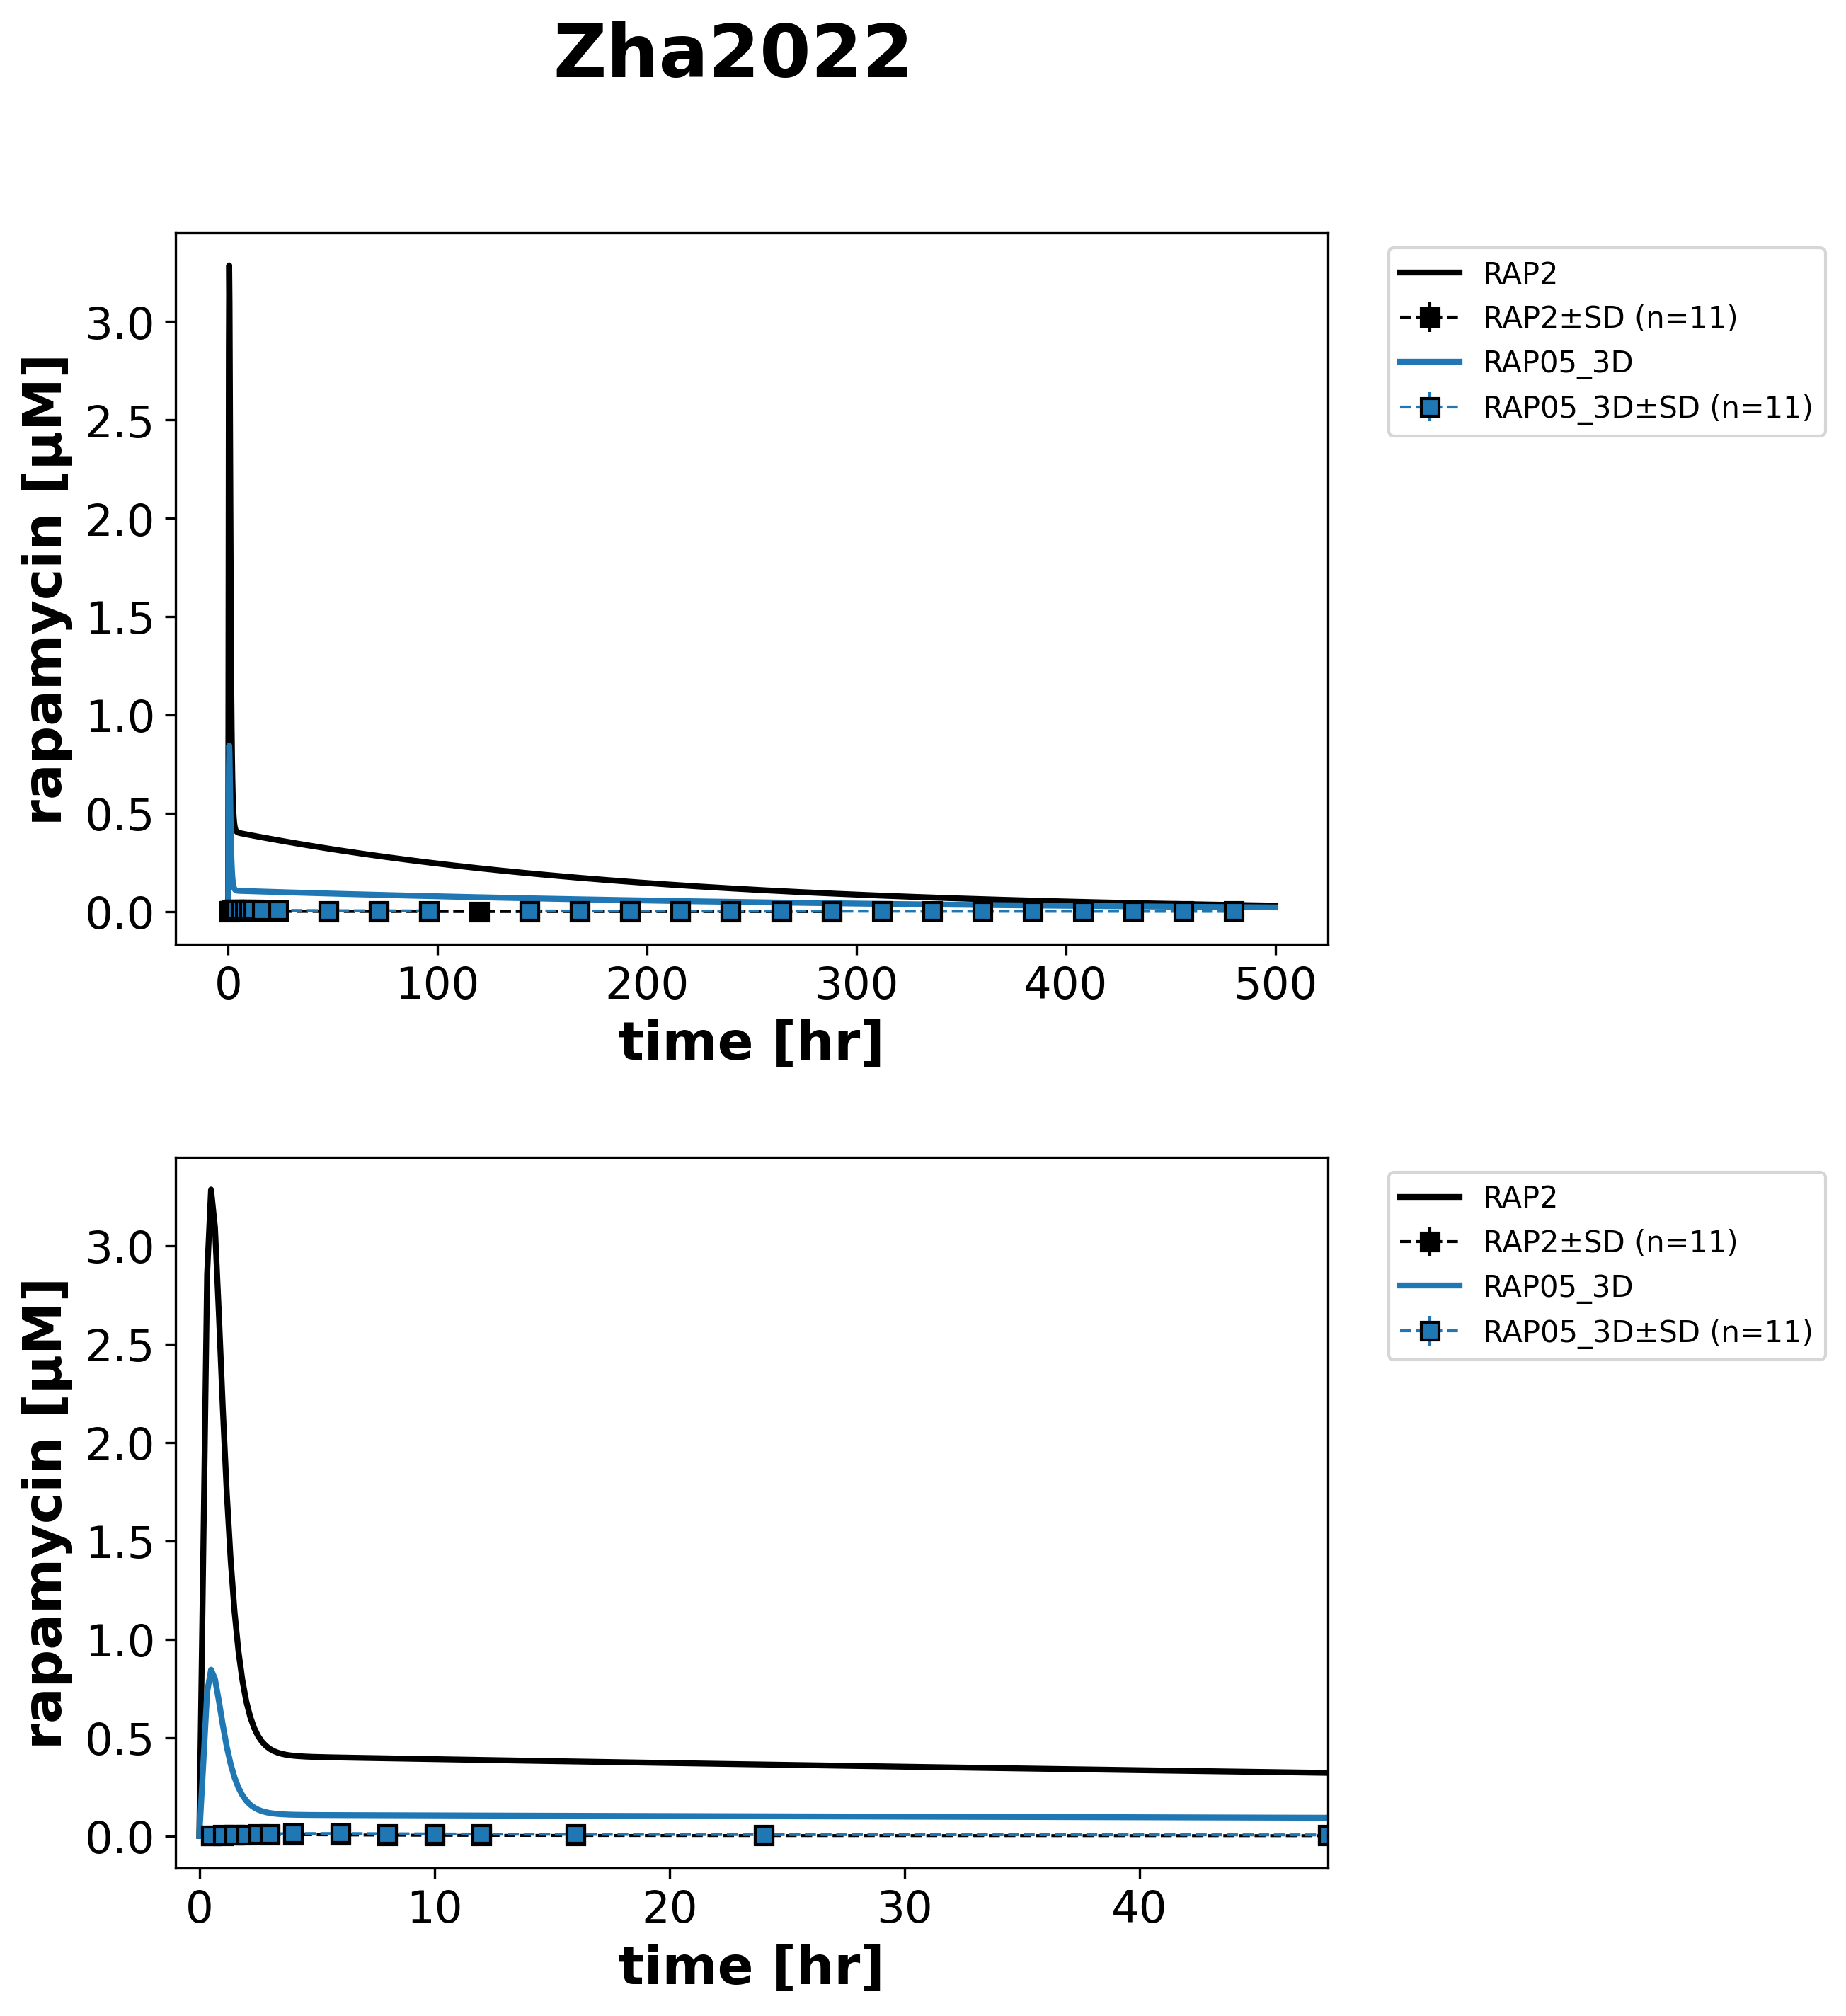 Zha2022
rapamycin [µM]
3.0
2.5
2.0
1.5
1.0
0.5
0.0
0 100 200 300 400 500
time [hr]
RAP2
RAP2±SD (n=11)
RAP05_3D
RAP05_3D±SD (n=11)
rapamycin [µM]
3.0
2.5
2.0
1.5
1.0
0.5
0.0
0 10 20 30 40
time [hr]
RAP2
RAP2±SD (n=11)
RAP05_3D
RAP05_3D±SD (n=11)